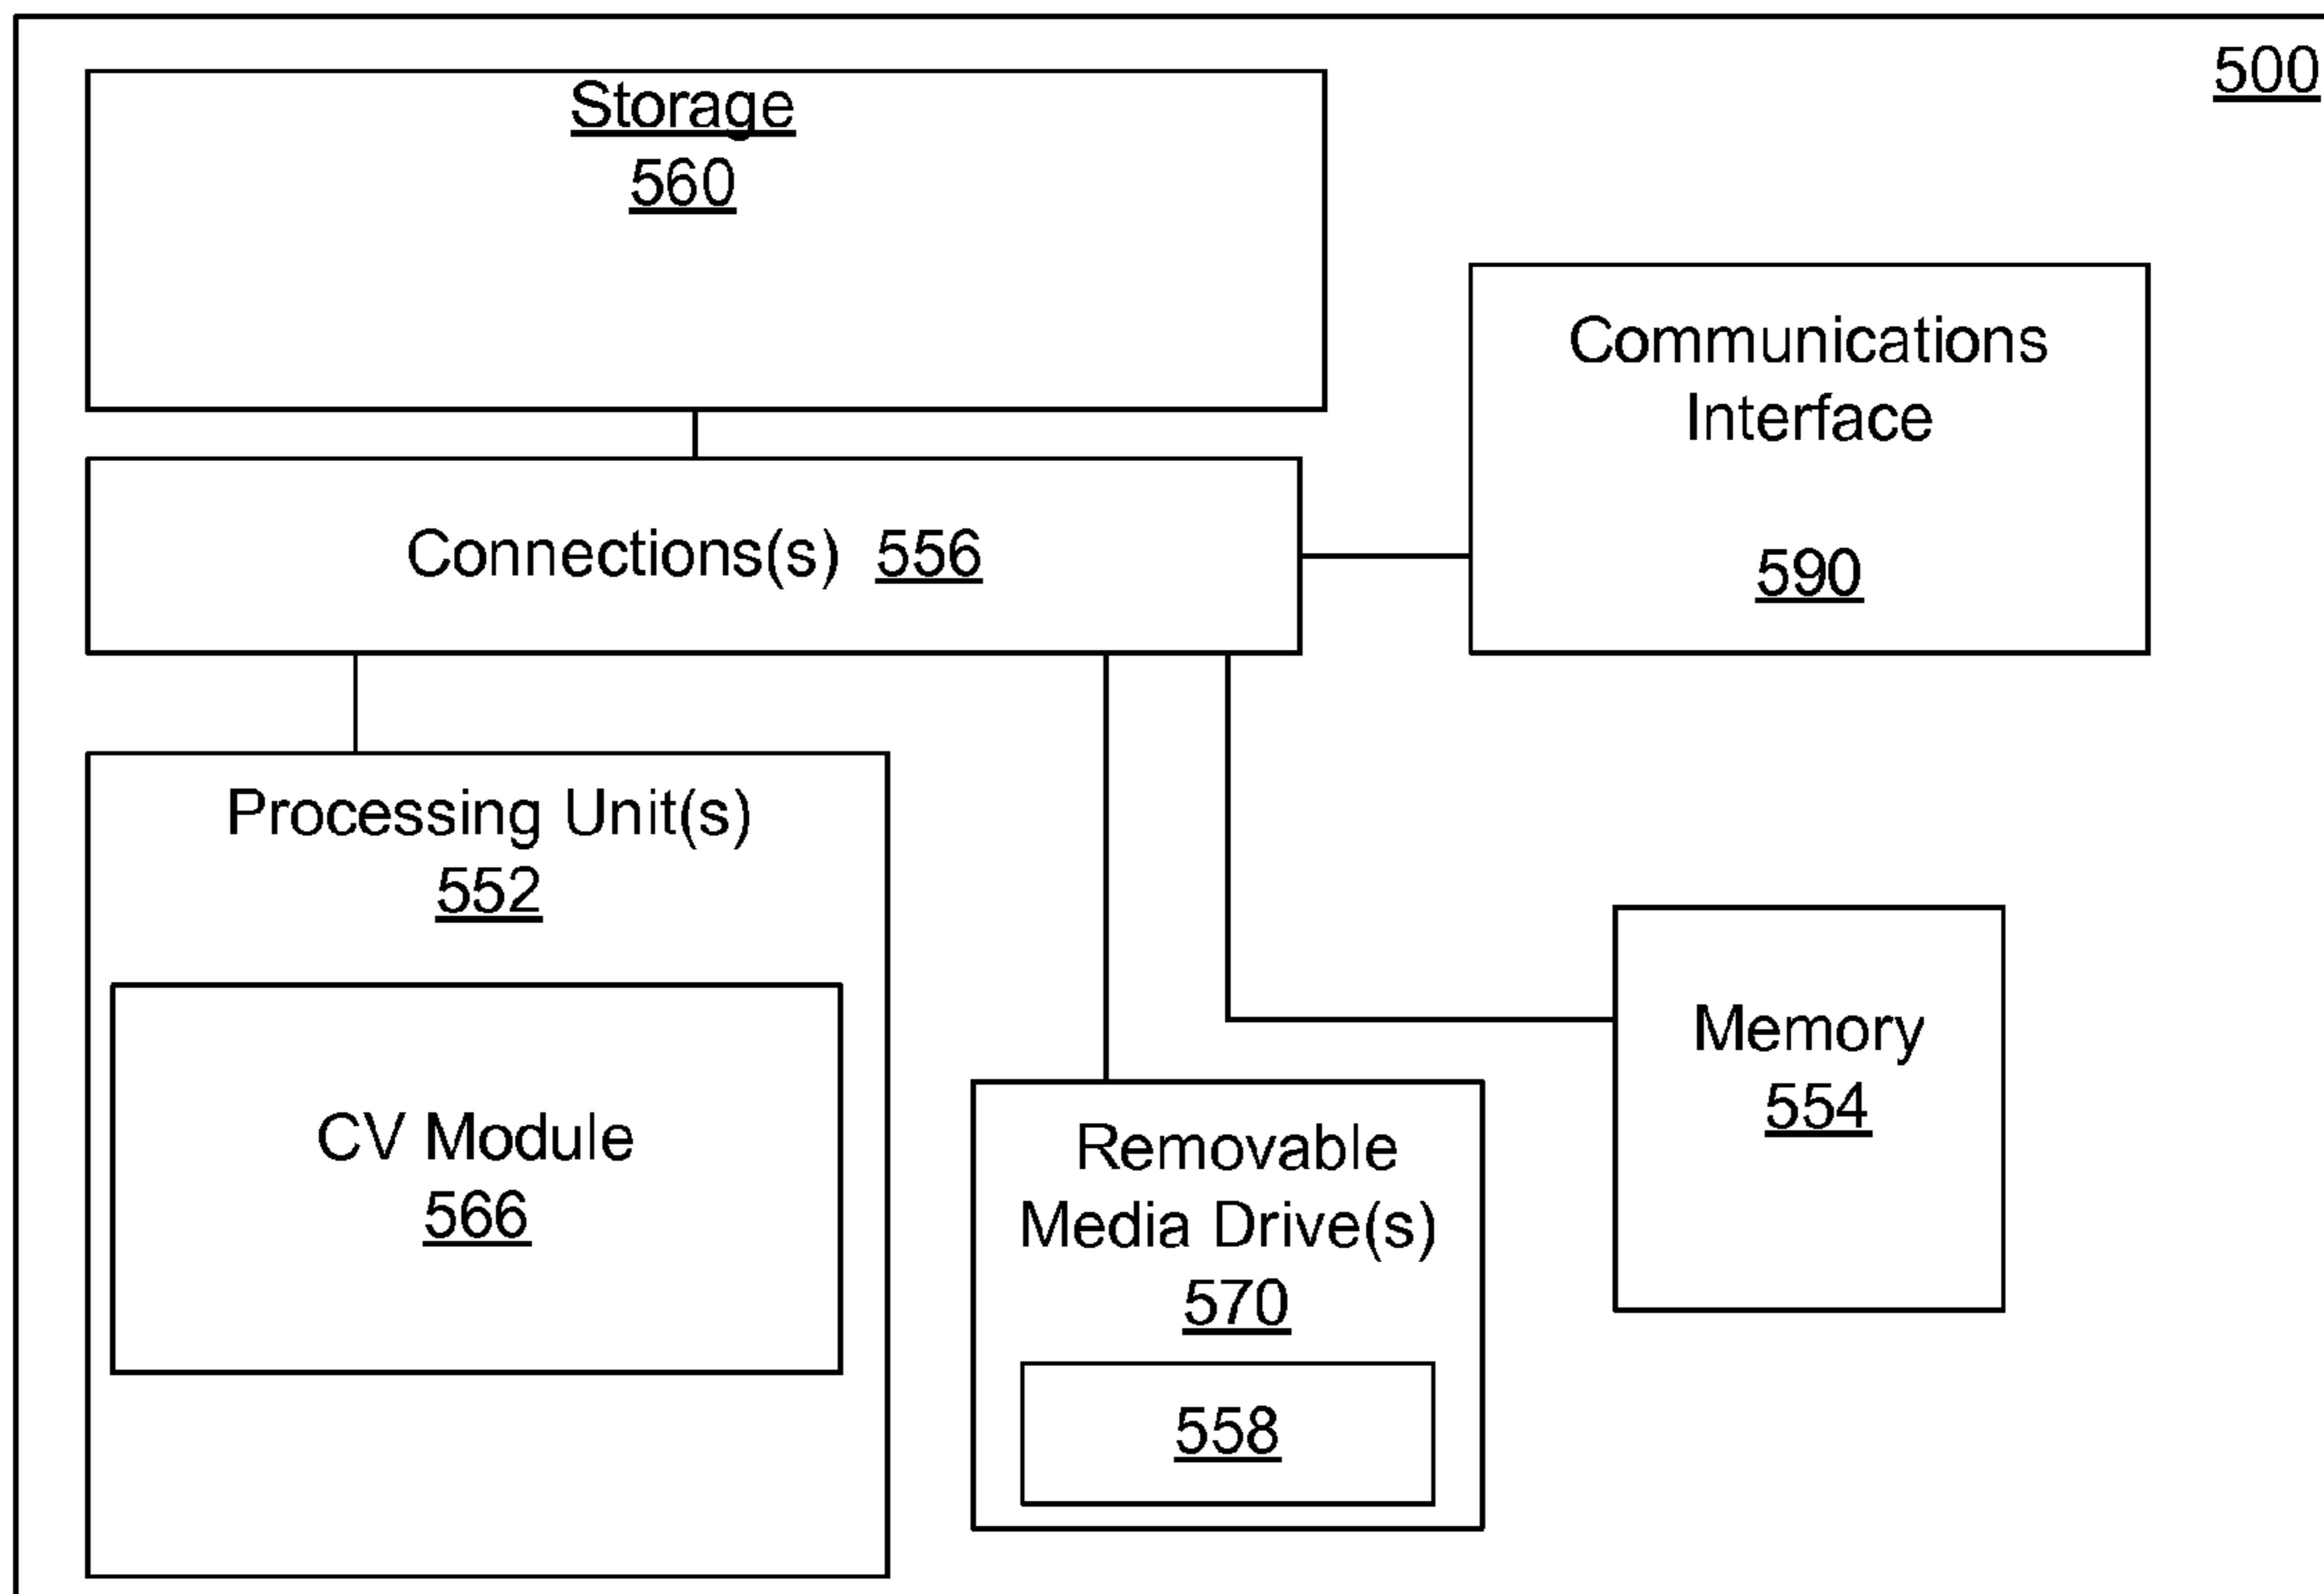 500
Storage
560
Communications
Interface
590
Connections(s) 556
Processing Unit(s)
552
CV Module
566
Memory
554
Removable
Media Drive(s)
570
558